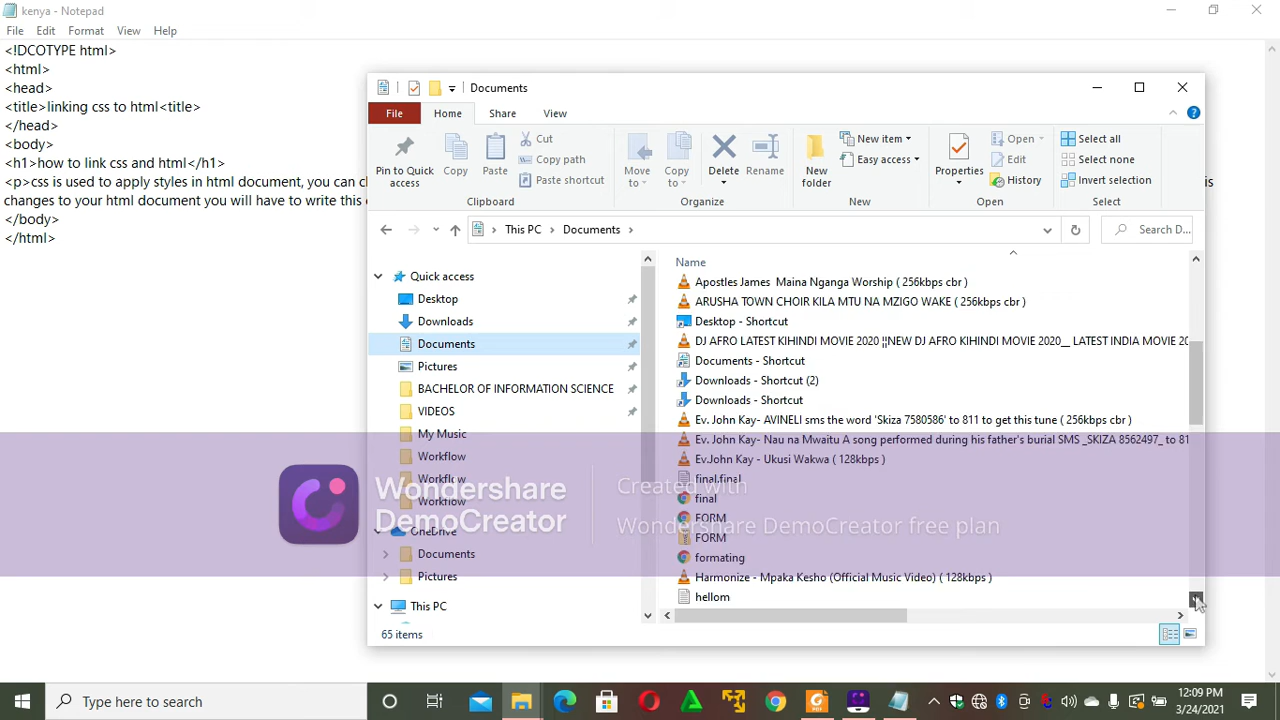 kenya - Notepad
File Edit Format View Help
<!DCOTYPE html>
<html>
<head>
<title>linking css to html<title>
</head>
<body>
<h1>how to link css and html</h1>
<p>css is used to apply styles in html document, you can cl is
changes to your html document you will have to write this
</body>
</html>
Documents
File Home Share View
Pin to Quick access
Copy
Paste
Cut
Copy path
Paste shortcut
Clipboard
Move to
Copy to
Delete
Rename
Organize
New folder
New item
Easy access
New
Properties
Open
Edit
History
Open
Select all
Select none
Invert selection
Select
This PC > Documents >
Search D...
Quick access
Desktop
Downloads
Documents
Pictures
BACHELOR OF INFORMATION SCIENCE
VIDEOS
My Music
Workflow
Workflow
Workflow
OneDrive
Documents
Pictures
This PC
Name
Apostles James Maina Nganga Worship ( 256kbps cbr )
ARUSHA TOWN CHOIR KILA MTU NA MZIGO WAKE ( 256kbps cbr )
Desktop - Shortcut
DJ AFRO LATEST KIHINDI MOVIE 2020 ¦¦NEW DJ AFRO KIHINDI MOVIE 2020__ LATEST INDIA MOVIE 20
Documents - Shortcut
Downloads - Shortcut (2)
Downloads - Shortcut
Ev. John Kay- AVINELI sms the word 'Skiza 7580586' to 811 to get this tune ( 256kbps cbr )
Ev. John Kay- Nau na Mwaitu A song performed during his father's burial SMS _SKIZA 8562497_ to 81
Ev.John Kay - Ukusi Wakwa ( 128kbps )
final.final
final
FORM
FORM
formating
Harmonize - Mpaka Kesho (Official Music Video) ( 128kbps )
hellom
65 items
Wondershare
DemoCreator
Created with
Wondershare DemoCreator free plan
Type here to search
12:09 PM
3/24/2021